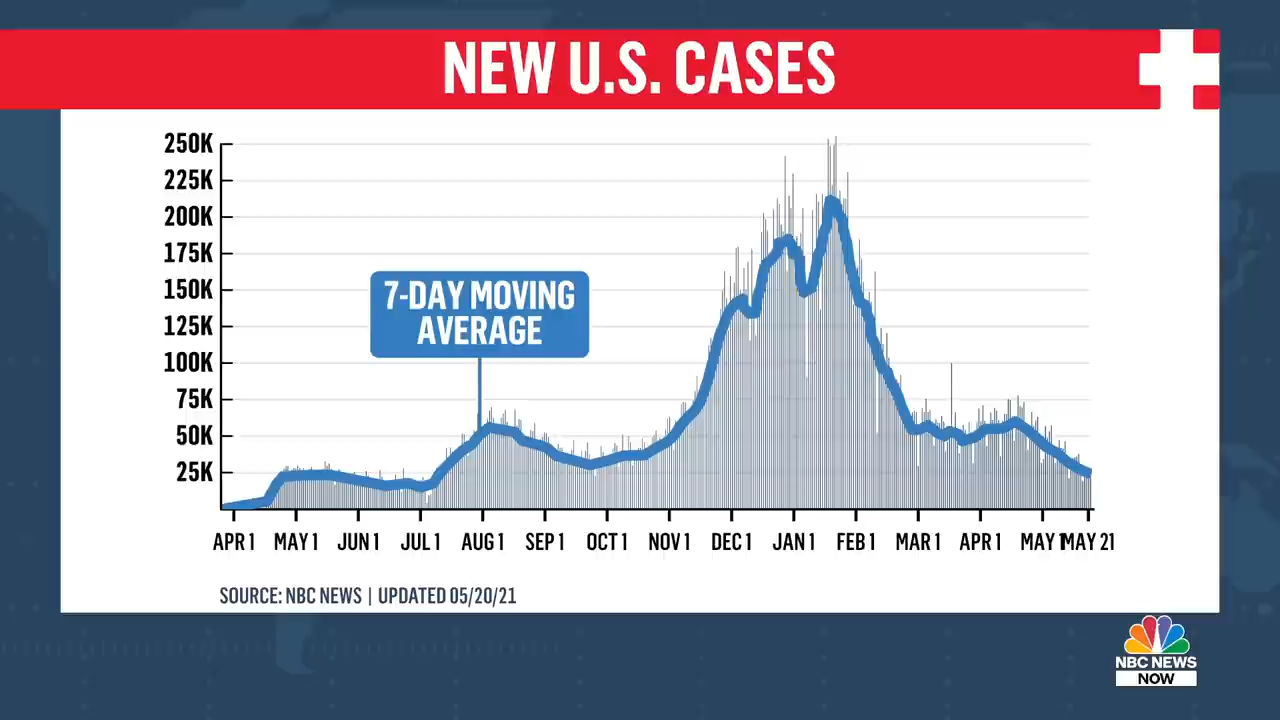 NEW U.S. CASES
250K
225K
200K
175K
150K
125K
100K
75K
50K
25K
7-DAY MOVING
AVERAGE
APR 1 MAY 1 JUN 1 JUL 1 AUG 1 SEP 1 OCT 1 NOV 1 DEC 1 JAN 1 FEB 1 MAR 1 APR 1 MAY 1 MAY 21
SOURCE: NBC NEWS | UPDATED 05/20/21
NBC NEWS
NOW